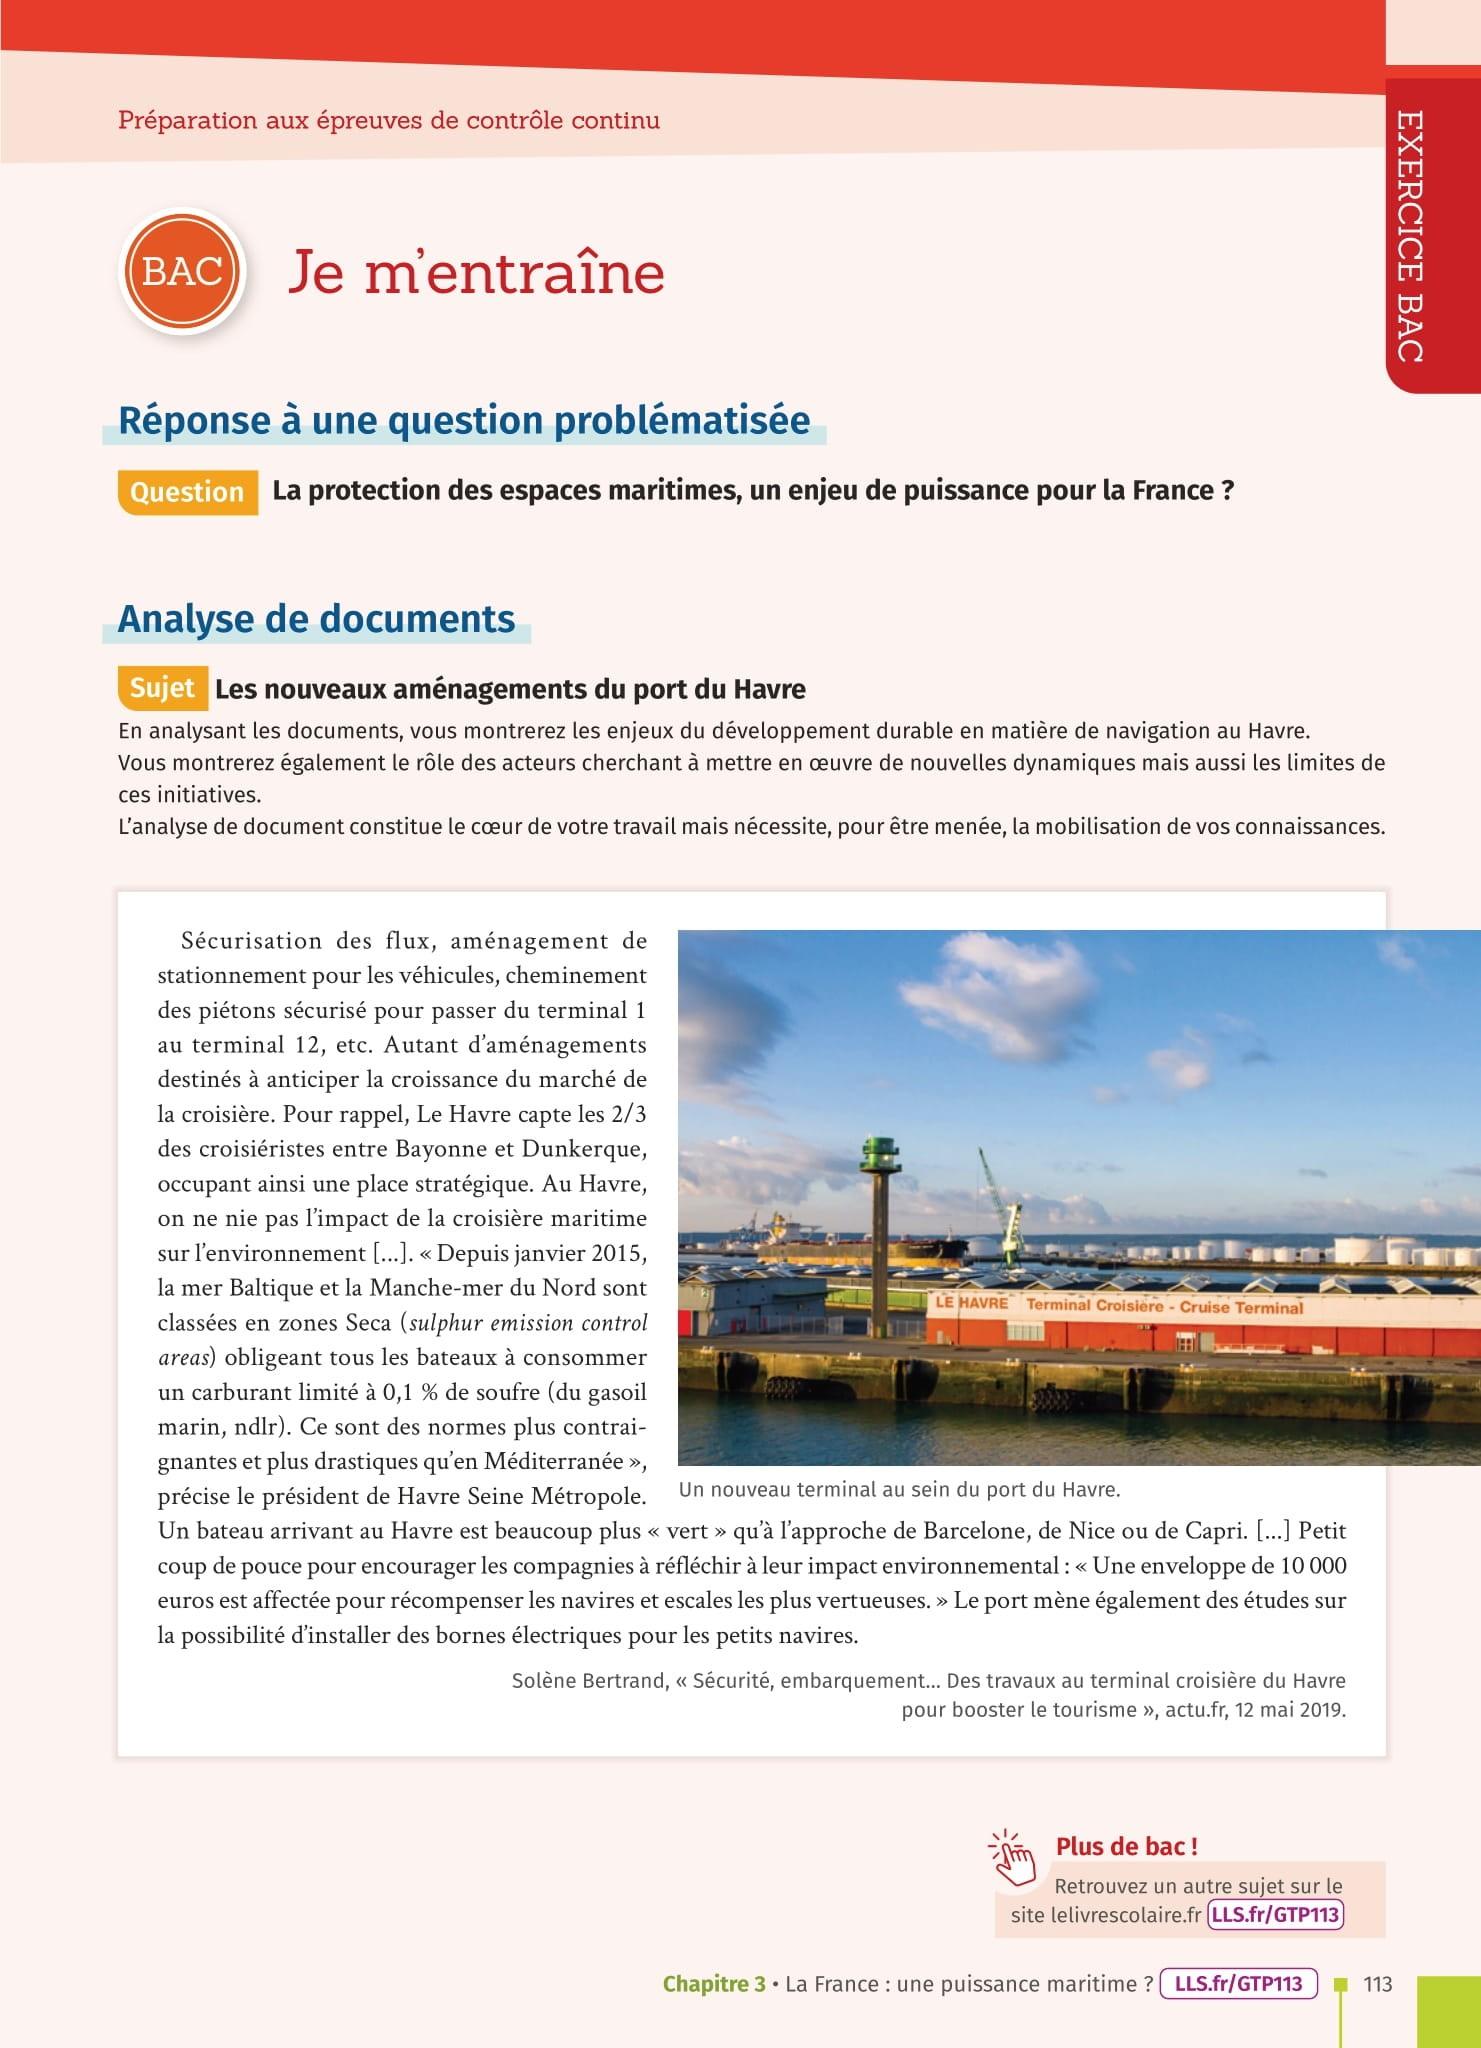 Préparation aux épreuves de contrôle continu
EXERCICE BAC
BAC
Je m'entraîne
Réponse à une question problématisée
Question La protection des espaces maritimes, un enjeu de puissance pour la France ?
Analyse de documents
Sujet Les nouveaux aménagements du port du Havre
En analysant les documents, vous montrerez les enjeux du développement durable en matière de navigation au Havre.
Vous montrerez également le rôle des acteurs cherchant à mettre en œuvre de nouvelles dynamiques mais aussi les limites de
ces initiatives.
L'analyse de document constitue le cœur de votre travail mais nécessite, pour être menée, la mobilisation de vos connaissances.
Sécurisation des flux, aménagement de
stationnement pour les véhicules, cheminement
des piétons sécurisé pour passer du terminal 1
au terminal 12, etc. Autant d'aménagements
destinés à anticiper la croissance du marché de
la croisière. Pour rappel, Le Havre capte les 2/3
des croisiéristes entre Bayonne et Dunkerque,
occupant ainsi une place stratégique. Au Havre,
on ne nie pas l'impact de la croisière maritime
sur l'environnement [...]. « Depuis janvier 2015,
la mer Baltique et la Manche-mer du Nord sont
classées en zones Seca (sulphur emission control
areas) obligeant tous les bateaux à consommer
un carburant limité à 0,1 % de soufre (du gasoil
marin, ndlr). Ce sont des normes plus contrai-
gnantes et plus drastiques qu'en Méditerranée »,
précise le président de Havre Seine Métropole.
Un bateau arrivant au Havre est beaucoup plus « vert » qu'à l'approche de Barcelone, de Nice ou de Capri. [...] Petit
coup de pouce pour encourager les compagnies à réfléchir à leur impact environnemental : « Une enveloppe de 10 000
euros est affectée pour récompenser les navires et escales les plus vertueuses. » Le port mène également des études sur
la possibilité d'installer des bornes électriques pour les petits navires.
LE HAVRE Terminal Croisière - Cruise Terminal
Un nouveau terminal au sein du port du Havre.
Solène Bertrand, « Sécurité, embarquement... Des travaux au terminal croisière du Havre
pour booster le tourisme », actu.fr, 12 mai 2019.
Plus de bac !
Retrouvez un autre sujet sur le
site lelivrescolaire.fr LLS.fr/GTP113
Chapitre 3 • La France : une puissance maritime ? LLS.fr/GTP113 113